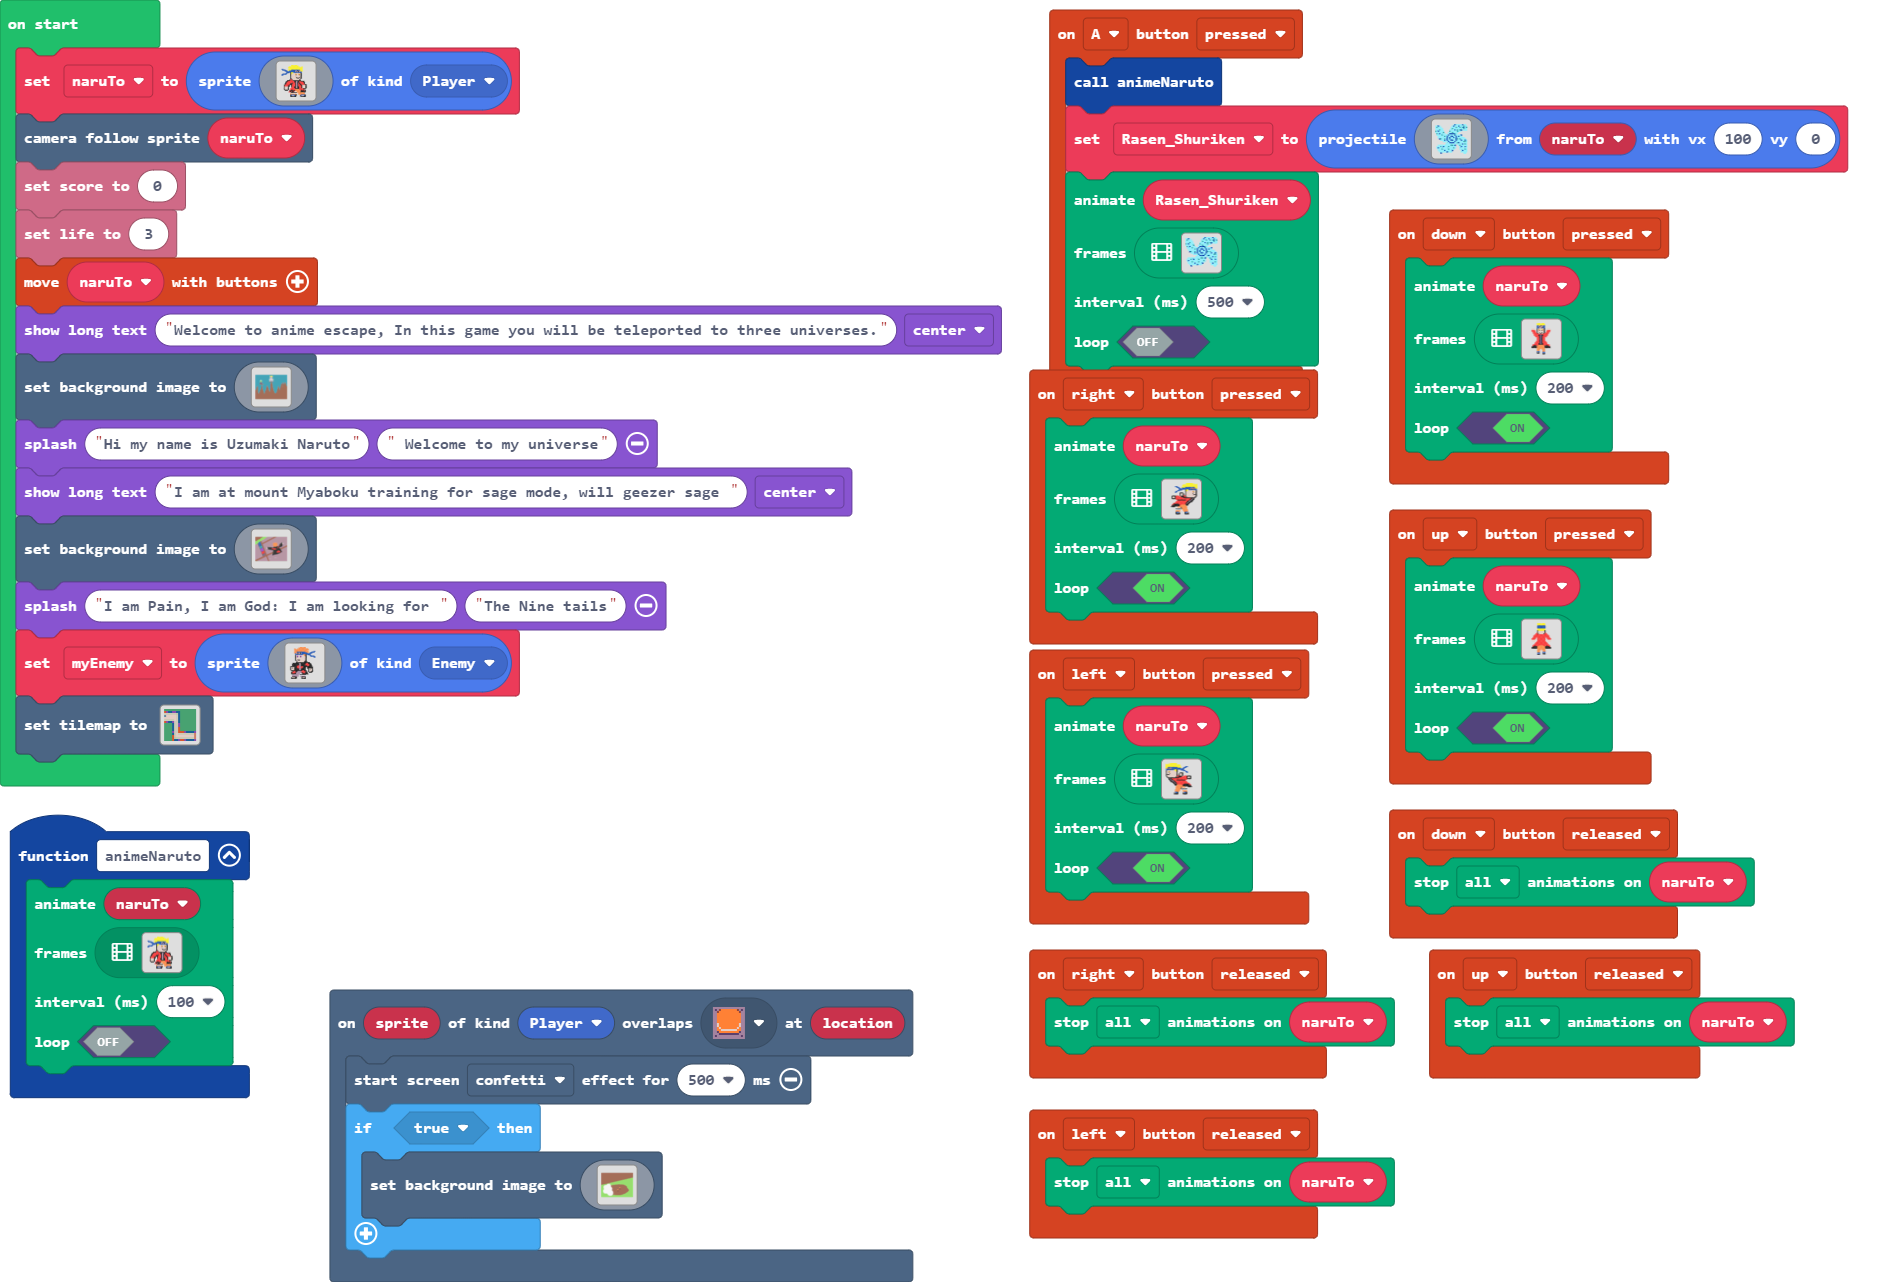 on start
set naruTo to sprite of kind Player
camera follow sprite naruTo
set score to 0
set life to 3
move naruTo with buttons
show long text "Welcome to anime escape, In this game you will be teleported to three universes." center
set background image to
splash "Hi my name is Uzumaki Naruto" " Welcome to my universe"
show long text "I am at mount Myaboku training for sage mode, will geezer sage " center
set background image to
splash "I am Pain, I am God: I am looking for " "The Nine tails"
set myEnemy to sprite of kind Enemy
set tilemap to
function animeNaruto
animate naruTo
frames
interval (ms) 100
loop OFF
on sprite of kind Player overlaps at location
start screen confetti effect for 500 ms
if true then
set background image to
on A button pressed
call animeNaruto
set Rasen_Shuriken to projectile from naruTo with vx 100 vy 0
animate Rasen_Shuriken
frames
interval (ms) 500
loop OFF
on right button pressed
animate naruTo
frames
interval (ms) 200
loop ON
on left button pressed
animate naruTo
frames
interval (ms) 200
loop ON
on right button released
stop all animations on naruTo
on left button released
stop all animations on naruTo
on down button pressed
animate naruTo
frames
interval (ms) 200
loop ON
on up button pressed
animate naruTo
frames
interval (ms) 200
loop ON
on down button released
stop all animations on naruTo
on up button released
stop all animations on naruTo